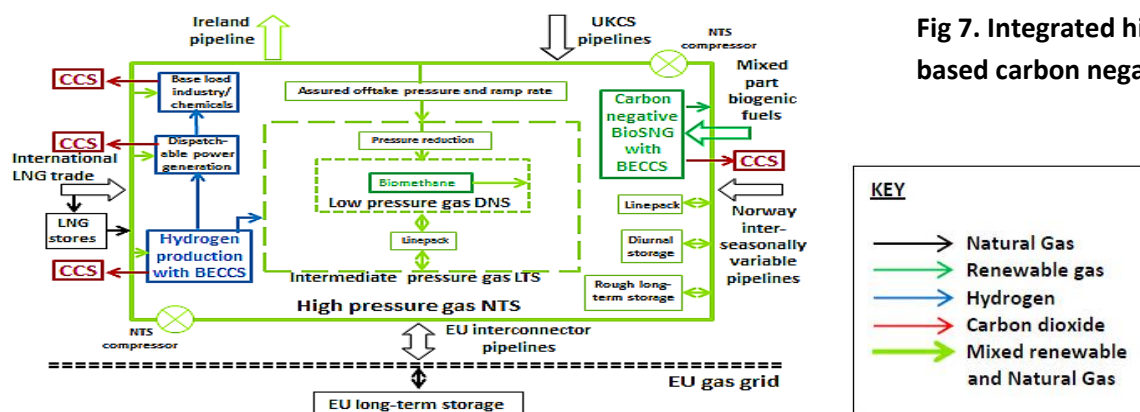 Ireland
pipeline
UKCS
pipelines
NTS
compressor
Fig 7. Integrated hi
based carbon nega
Mixed
part
biogenic
fuels
CCS
Base load
industry/
chemicals
Assured offtake pressure and ramp rate
Carbon
negative
BioSNG
with
BECCS
CCS
Pressure reduction
CCS
Dispatch-
able power
generation
International
LNG trade
Biomethane
Low pressure gas DNS
LNG
stores
Linepack
Norway
inter-
seasonally
variable
pipelines
Linepack
Diurnal
storage
Hydrogen
production
with BECCS
CCS
Intermediate pressure gas LTS
Rough long-
term storage
High pressure gas NTS
NTS
compressor
EU interconnector
pipelines
EU gas grid
EU long-term storage
KEY
Natural Gas
Renewable gas
Hydrogen
Carbon dioxide
Mixed renewable
and Natural Gas